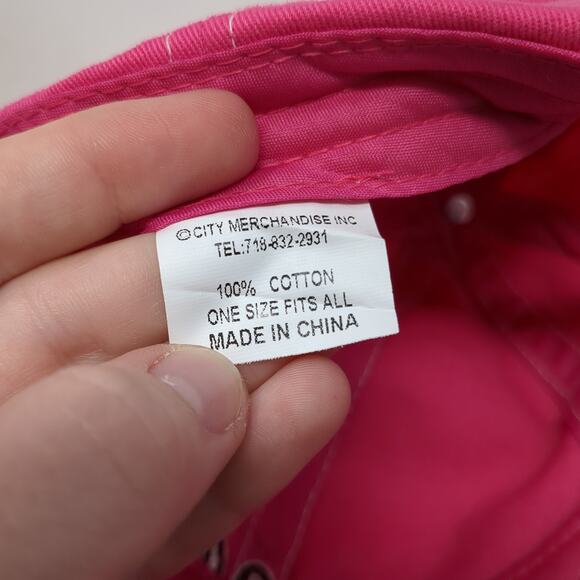 ©CITY MERCHANDISE INC
TEL:718-832-2931
100% COTTON
ONE SIZE FITS ALL
MADE IN CHINA